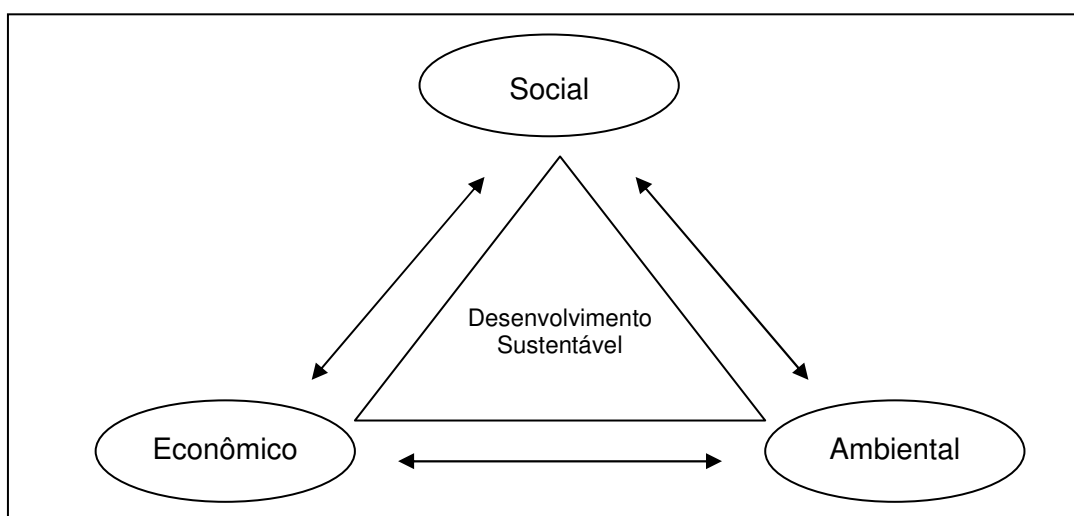 Social
Desenvolvimento
Sustentável
Econômico
Ambiental